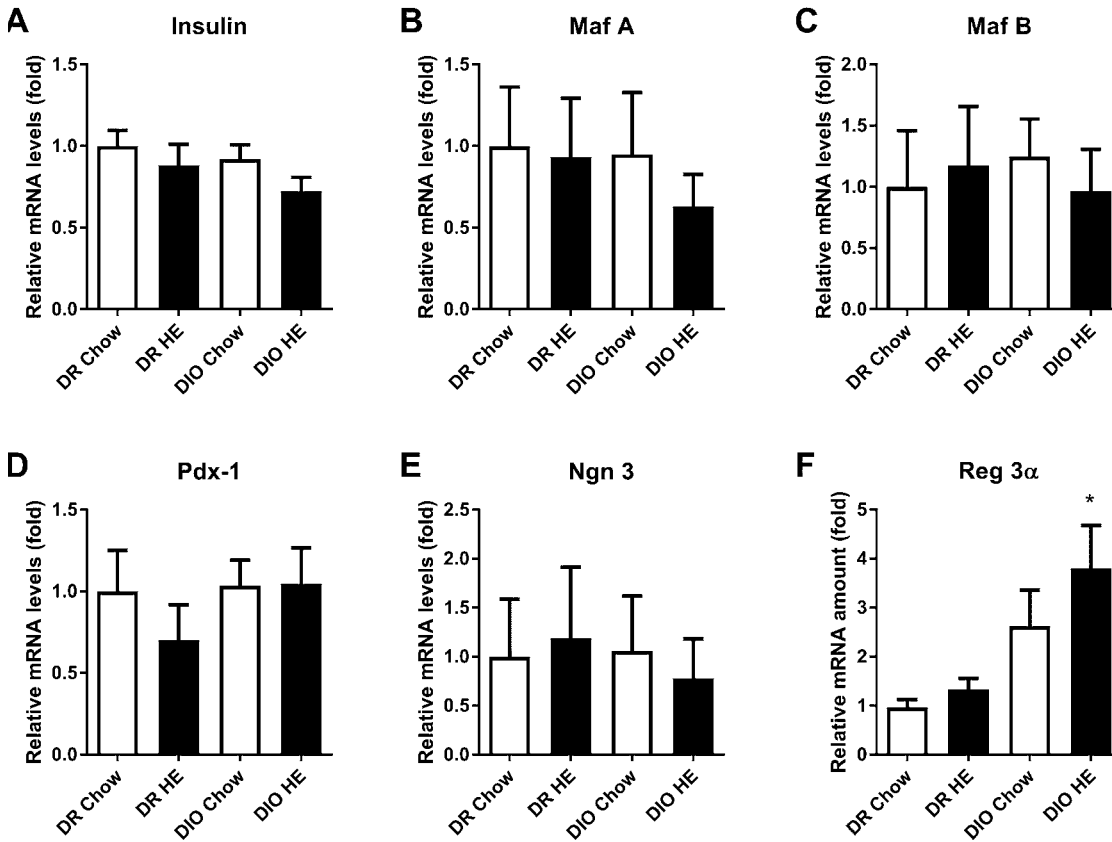 A
Insulin
Relative mRNA levels (fold)
1.5
1.0
0.5
0.0
DR Chow
DR HE
DIO Chow
DIO HE
B
Maf A
Relative mRNA levels (fold)
1.5
1.0
0.5
0.0
DR Chow
DR HE
DIO Chow
DIO HE
C
Maf B
Relative mRNA levels (fold)
2.0
1.5
1.0
0.5
0.0
DR Chow
DR HE
DIO Chow
DIO HE
D
Pdx-1
Relative mRNA levels (fold)
1.5
1.0
0.5
0.0
DR Chow
DR HE
DIO Chow
DIO HE
E
Ngn 3
Relative mRNA levels (fold)
2.5
2.0
1.5
1.0
0.5
0.0
DR Chow
DR HE
DIO Chow
DIO HE
F
Reg 3α
Relative mRNA amount (fold)
5
4
3
2
1
0
*
DR Chow
DR HE
DIO Chow
DIO HE